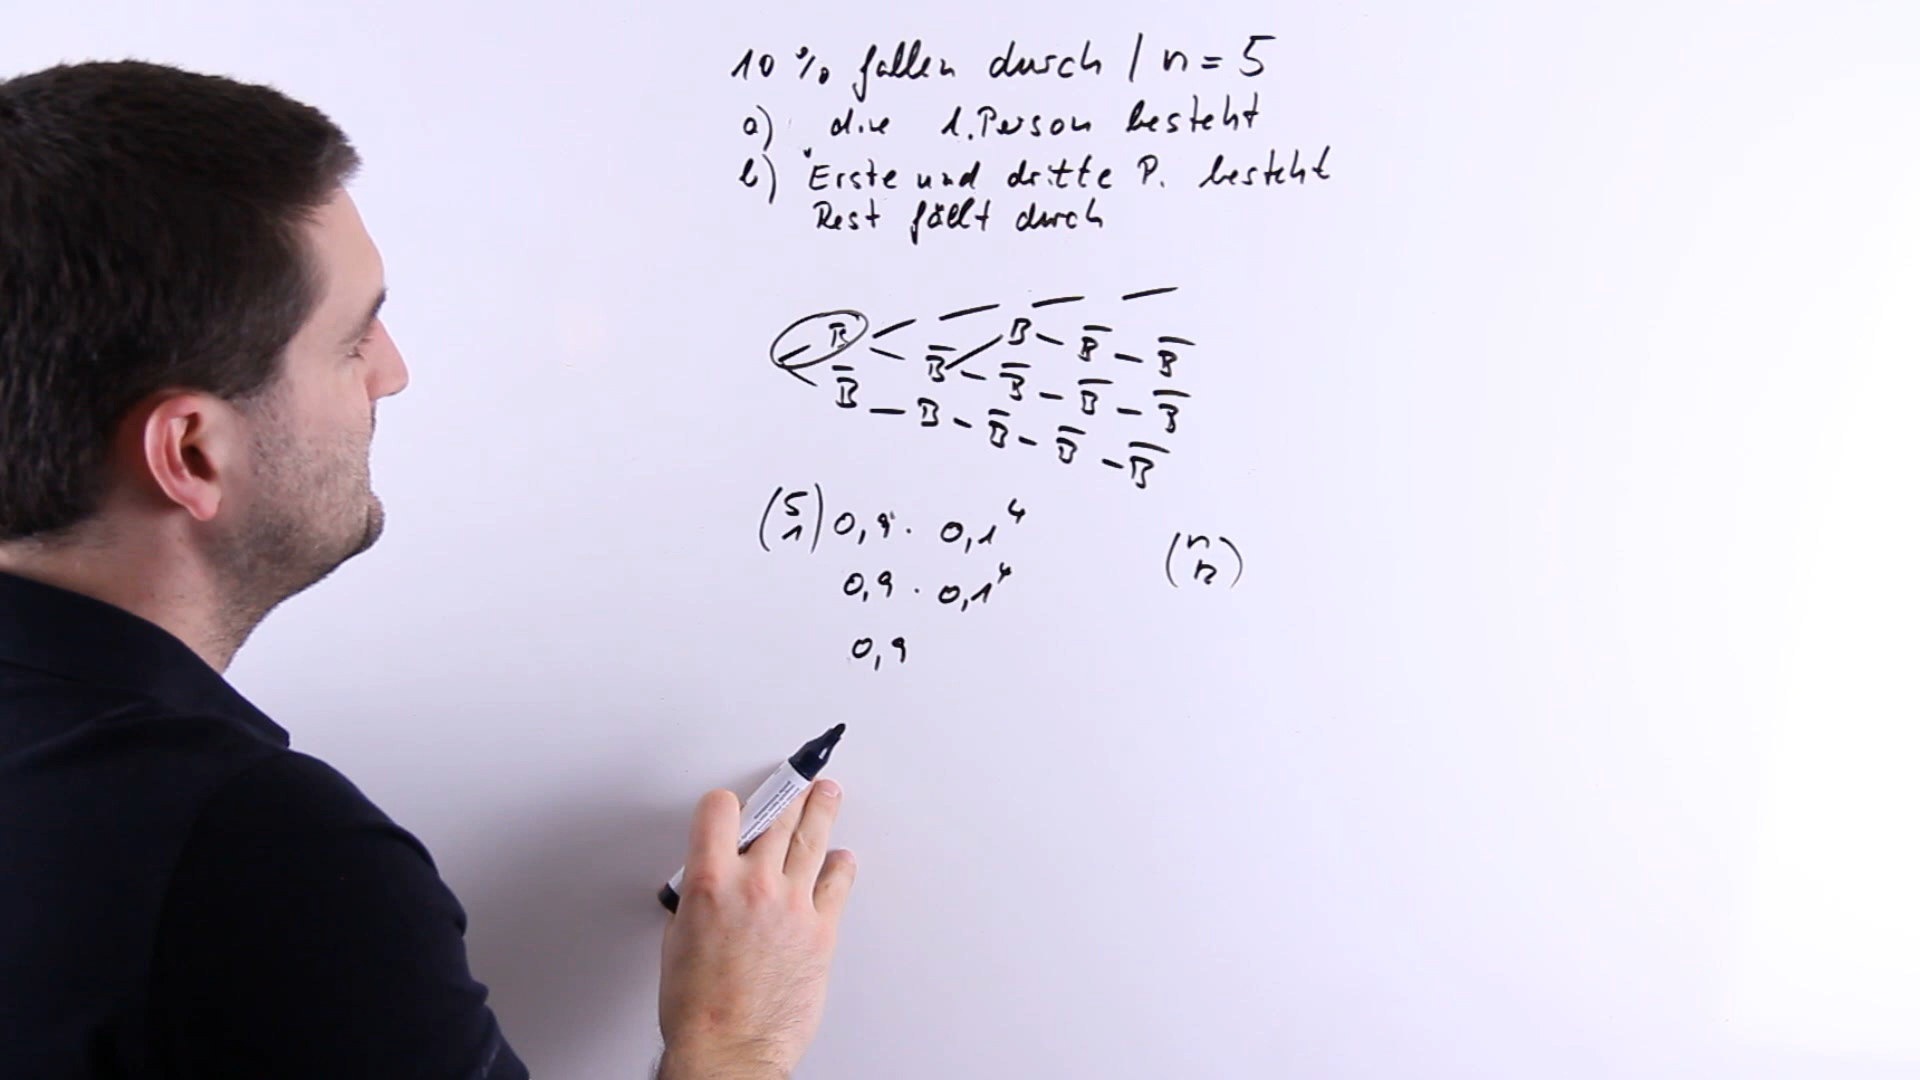 10 % fallen durch / n = 5
a) die 1. Person besteht
b) Erste und dritte P. besteht
Rest fällt durch
B B B̅ B̅
B̅ B̅ B̅ B̅
B̅ B B̅ B̅ B̅
(5 1) 0,9 · 0,1⁴
(n n)
0,9 · 0,1⁴
0,9